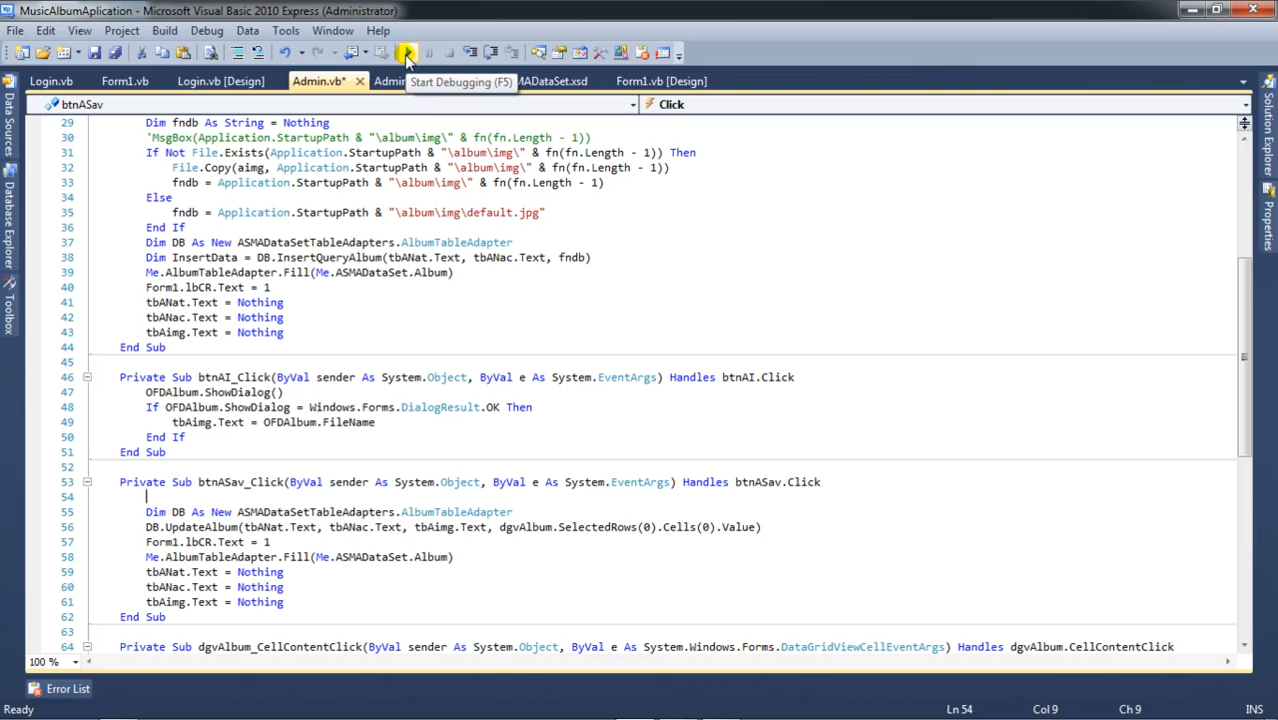 MusicAlbumAplication - Microsoft Visual Basic 2010 Express (Administrator)
File Edit View Project Build Debug Data Tools Window Help
Login.vb Form1.vb Login.vb [Design] Admin.vb* Admin MADataSet.xsd Form1.vb [Design]
Start Debugging (F5)
btnASav Click
29 Dim fndb As String = Nothing
30 'MsgBox(Application.StartupPath & "\album\img\" & fn(fn.Length - 1))
31 If Not File.Exists(Application.StartupPath & "\album\img\" & fn(fn.Length - 1)) Then
32 File.Copy(aimg, Application.StartupPath & "\album\img\" & fn(fn.Length - 1))
33 fndb = Application.StartupPath & "\album\img\" & fn(fn.Length - 1)
34 Else
35 fndb = Application.StartupPath & "\album\img\default.jpg"
36 End If
37 Dim DB As New ASMADataSetTableAdapters.AlbumTableAdapter
38 Dim InsertData = DB.InsertQueryAlbum(tbANat.Text, tbANac.Text, fndb)
39 Me.AlbumTableAdapter.Fill(Me.ASMADataSet.Album)
40 Form1.lbCR.Text = 1
41 tbANat.Text = Nothing
42 tbANac.Text = Nothing
43 tbAimg.Text = Nothing
44 End Sub
45
46 Private Sub btnAI_Click(ByVal sender As System.Object, ByVal e As System.EventArgs) Handles btnAI.Click
47 OFDAlbum.ShowDialog()
48 If OFDAlbum.ShowDialog = Windows.Forms.DialogResult.OK Then
49 tbAimg.Text = OFDAlbum.FileName
50 End If
51 End Sub
52
53 Private Sub btnASav_Click(ByVal sender As System.Object, ByVal e As System.EventArgs) Handles btnASav.Click
54
55 Dim DB As New ASMADataSetTableAdapters.AlbumTableAdapter
56 DB.UpdateAlbum(tbANat.Text, tbANac.Text, tbAimg.Text, dgvAlbum.SelectedRows(0).Cells(0).Value)
57 Form1.lbCR.Text = 1
58 Me.AlbumTableAdapter.Fill(Me.ASMADataSet.Album)
59 tbANat.Text = Nothing
60 tbANac.Text = Nothing
61 tbAimg.Text = Nothing
62 End Sub
63
64 Private Sub dgvAlbum_CellContentClick(ByVal sender As System.Object, ByVal e As System.Windows.Forms.DataGridViewCellEventArgs) Handles dgvAlbum.CellContentClick
100 %
Error List
Ready Ln 54 Col 9 Ch 9 INS
Data Sources
Database Explorer
Toolbox
Solution Explorer
Properties